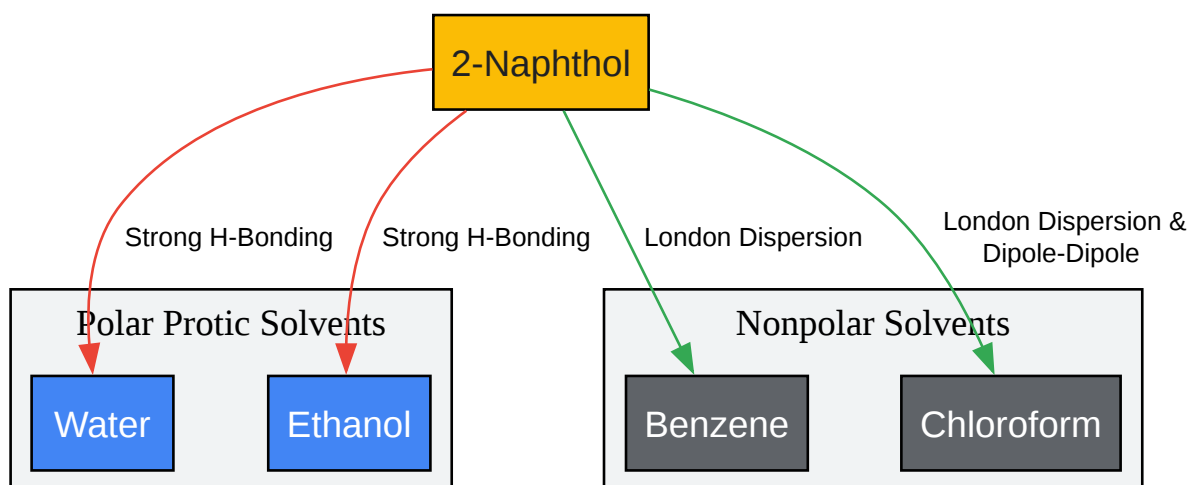 2-Naphthol
Strong H-Bonding
Strong H-Bonding
London Dispersion
London Dispersion &
Dipole-Dipole
Polar Protic Solvents
Nonpolar Solvents
Water
Ethanol
Benzene
Chloroform